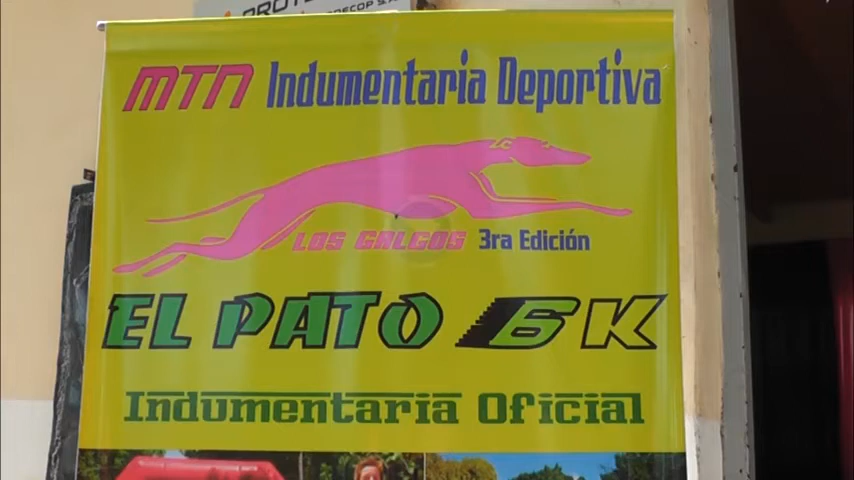 MTN Indumentaria Deportiva
LOS GALGOS 3ra Edición
EL PATO 6K
Indumentaria Oficial